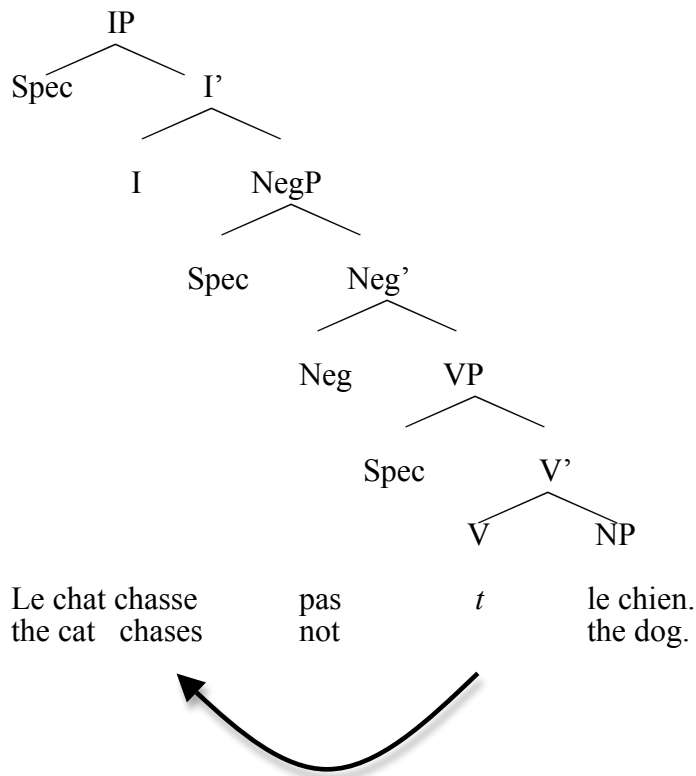 IP
Spec I’
I NegP
Spec Neg’
Neg VP
Spec V’
V NP
Le chat chasse pas t le chien.
the cat chases not the dog.